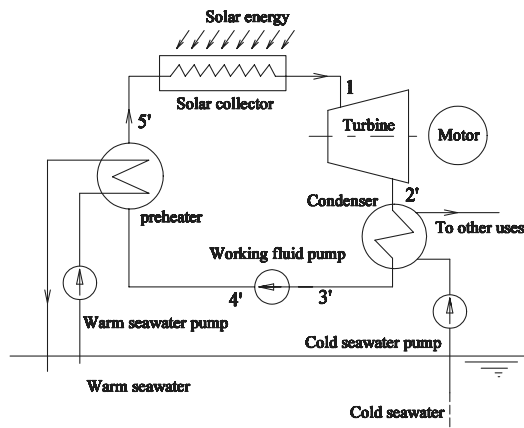 Solar energy
Solar collector
1
5'
Turbine
Motor
2'
Condenser
preheater
To other uses
Working fluid pump
4'
3'
Warm seawater pump
Cold seawater pump
Warm seawater
Cold seawater